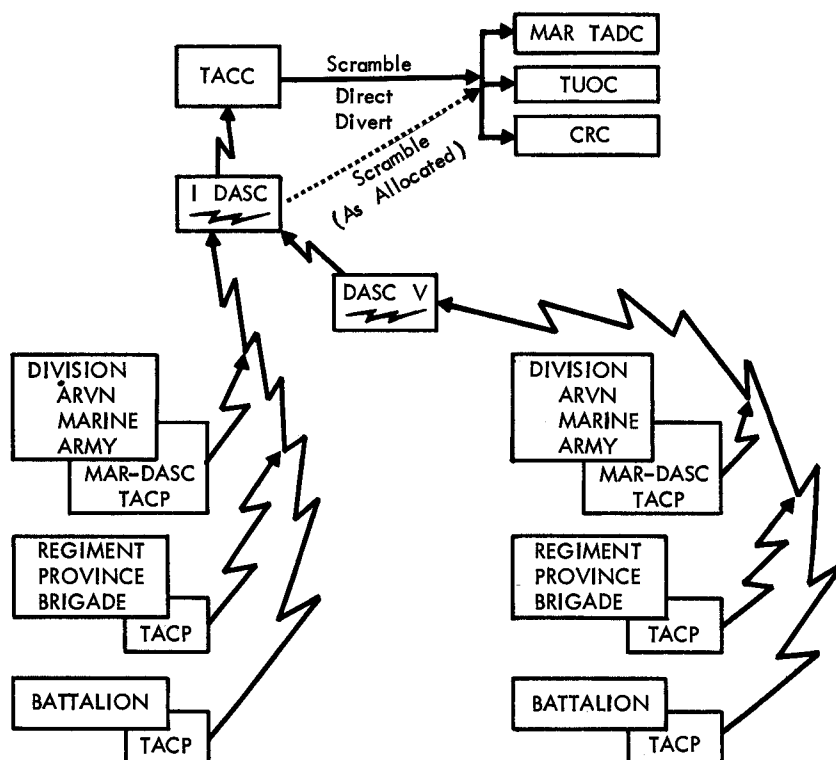 TACC
Scramble
Direct
Divert
MAR TADC
TUOC
CRC
Scramble
(As Allocated)
I DASC
DASC V
DIVISION
ARVN
MARINE
ARMY
MAR-DASC
TACP
REGIMENT
PROVINCE
BRIGADE
TACP
BATTALION
TACP
DIVISION
ARVN
MARINE
ARMY
MAR-DASC
TACP
REGIMENT
PROVINCE
BRIGADE
TACP
BATTALION
TACP